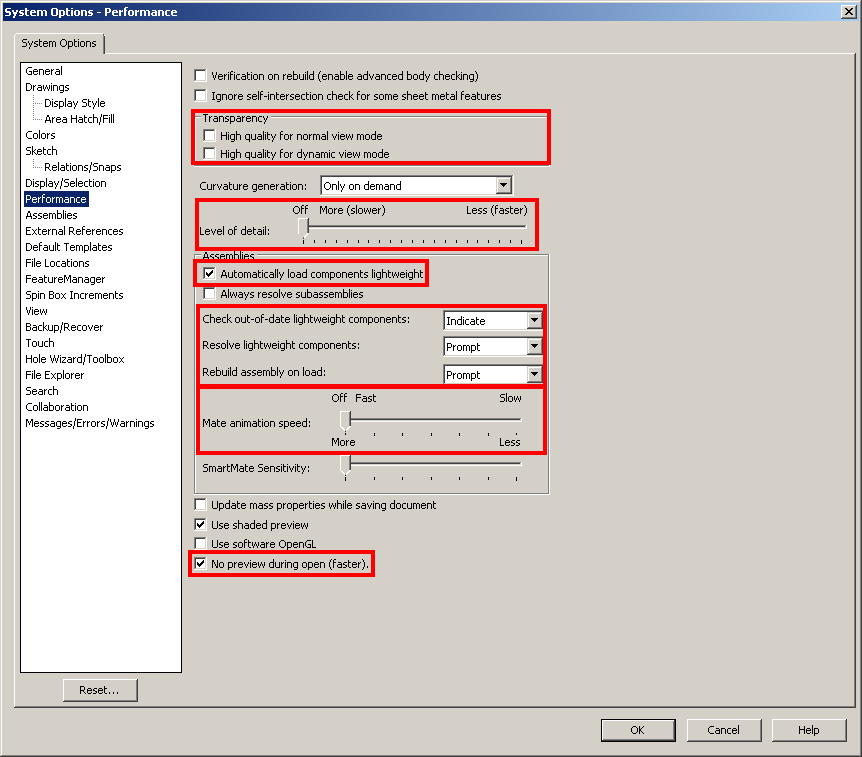 System Options - Performance
System Options
General
Drawings
Display Style
Area Hatch/Fill
Colors
Sketch
Relations/Snaps
Display/Selection
Performance
Assemblies
External References
Default Templates
File Locations
FeatureManager
Spin Box Increments
View
Backup/Recover
Touch
Hole Wizard/Toolbox
File Explorer
Search
Collaboration
Messages/Errors/Warnings
Reset...
Verification on rebuild (enable advanced body checking)
Ignore self-intersection check for some sheet metal features
Transparency
High quality for normal view mode
High quality for dynamic view mode
Curvature generation: Only on demand
Off More (slower) Less (faster)
Level of detail:
Assemblies
Automatically load components lightweight
Always resolve subassemblies
Check out-of-date lightweight components: Indicate
Resolve lightweight components: Prompt
Rebuild assembly on load: Prompt
Off Fast Slow
Mate animation speed:
More Less
SmartMate Sensitivity:
Update mass properties while saving document
Use shaded preview
Use software OpenGL
No preview during open (faster).
OK Cancel Help